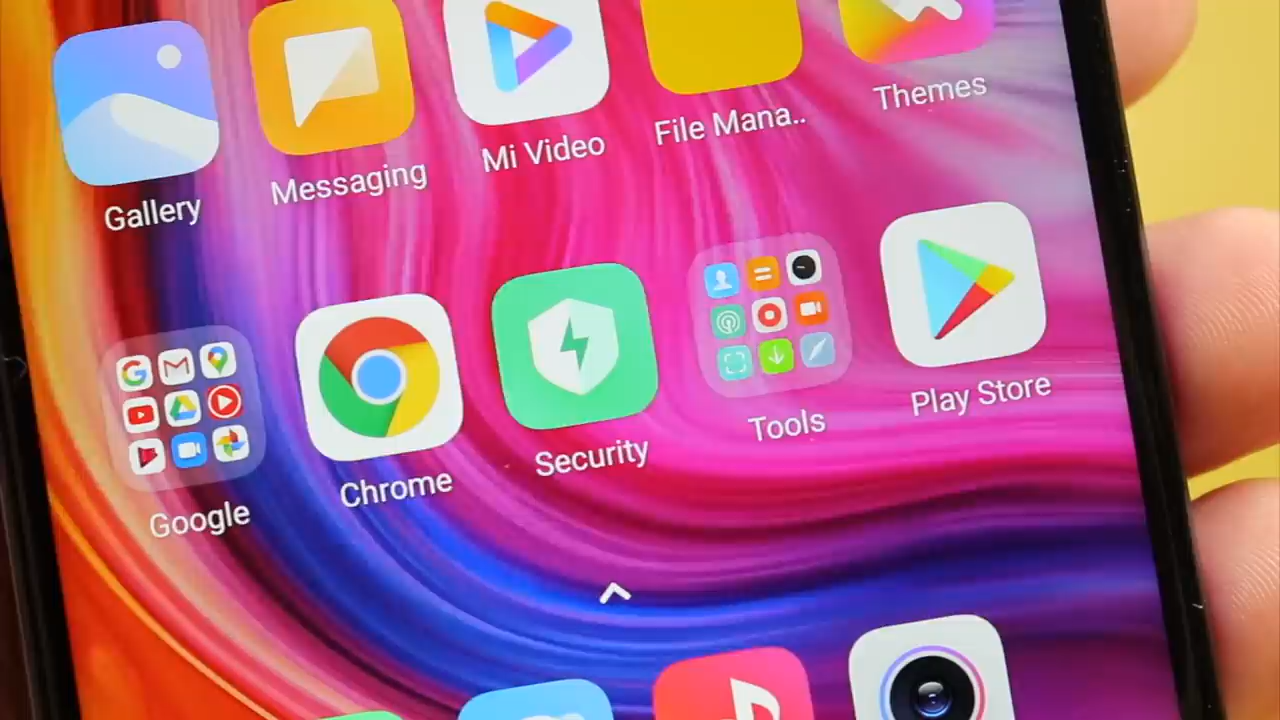 Gallery
Messaging
Mi Video
File Mana..
Themes
Google
Chrome
Security
Tools
Play Store